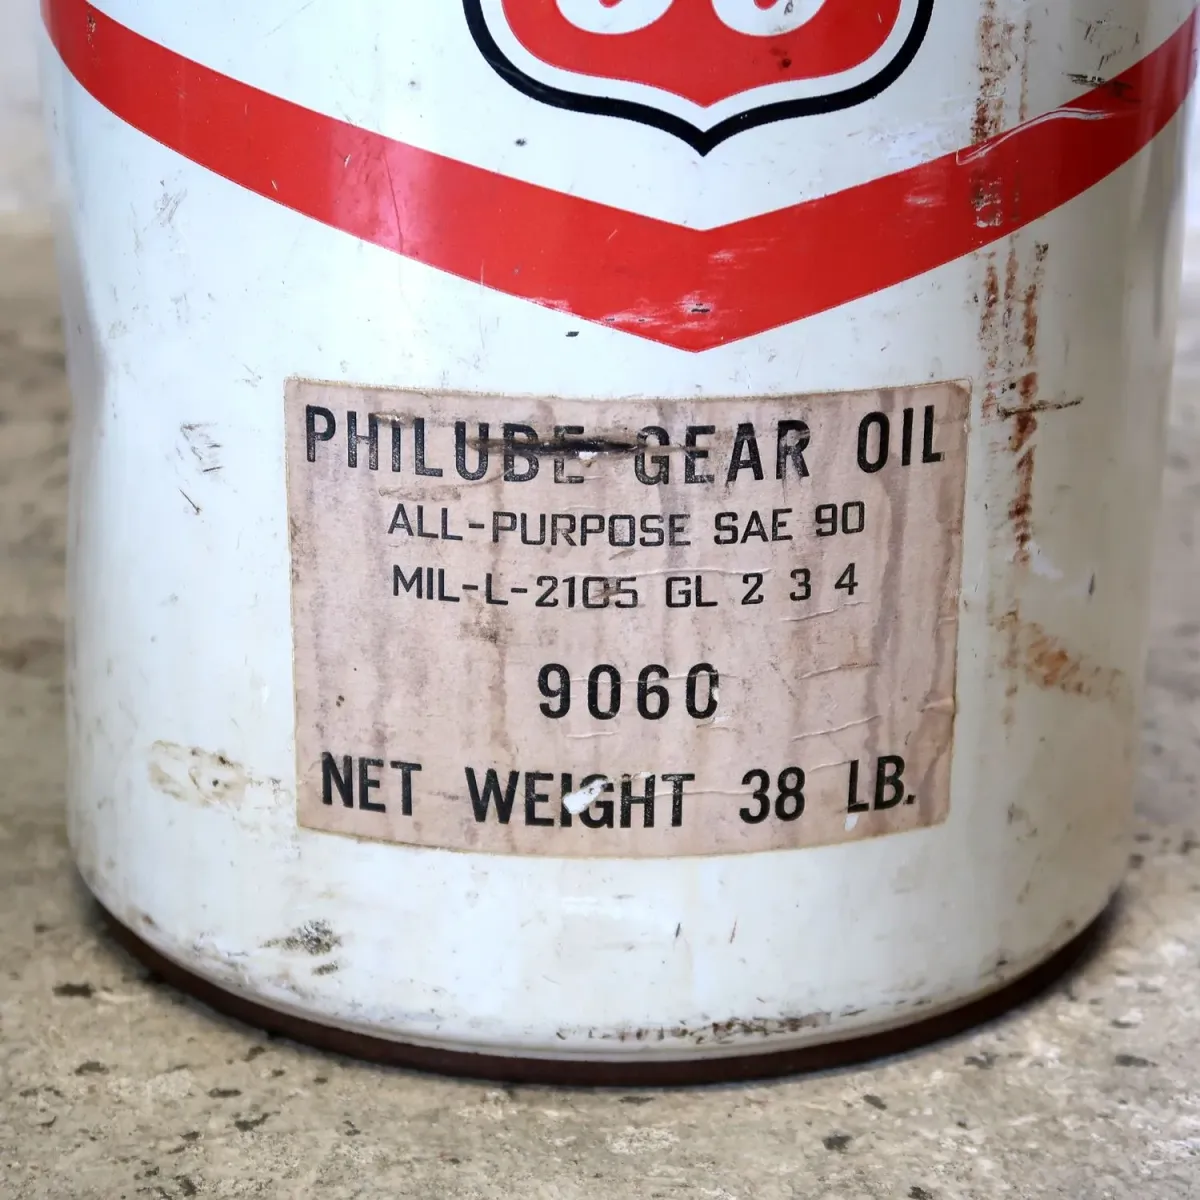 PHILUBE GEAR OIL
ALL-PURPOSE SAE 90
MIL-L-2105 GL 2 3 4
9060
NET WEIGHT 38 LB.